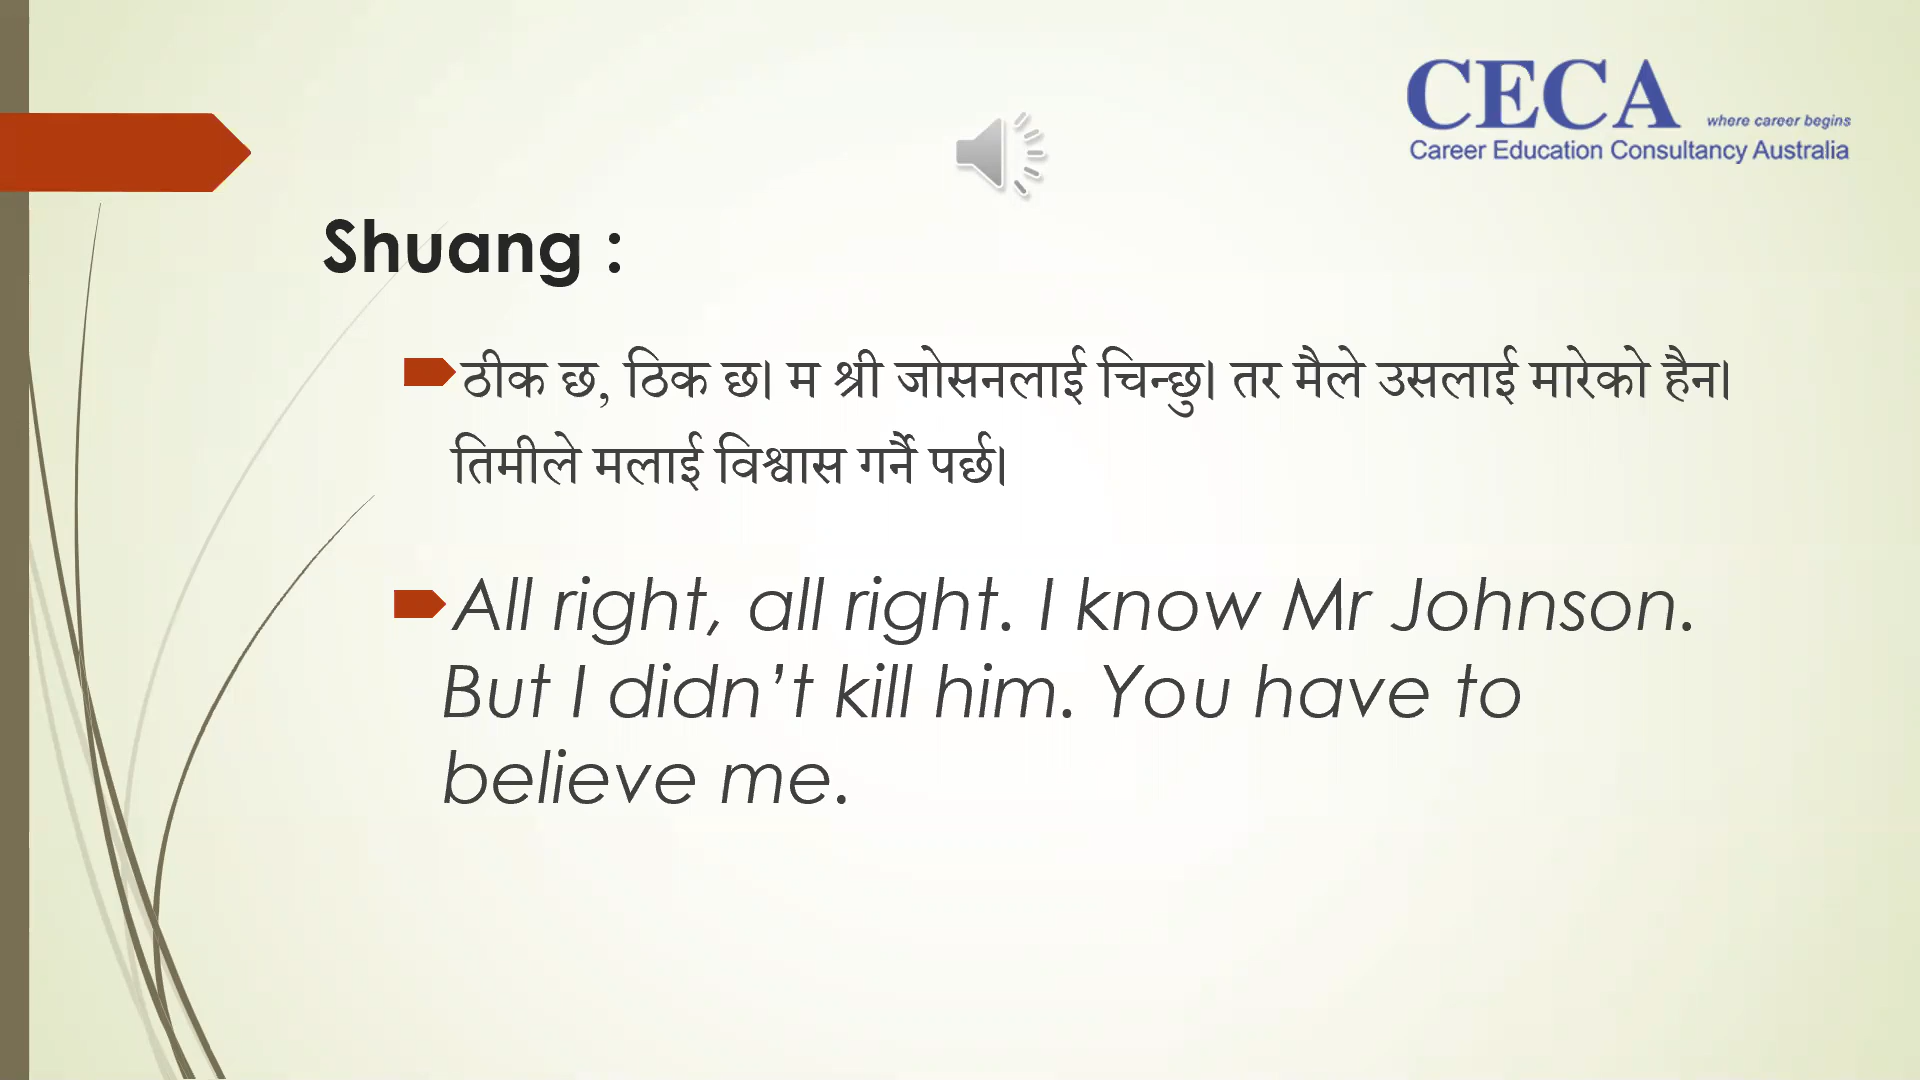 CECA where career begins
Career Education Consultancy Australia
Shuang :
ठीक छ, ठिक छ। म श्री जोसनलाई चिन्छु। तर मैले उसलाई मारेको हैन।
तिमीले मलाई विश्वास गर्नै पर्छ।
All right, all right. I know Mr Johnson.
But I didn’t kill him. You have to
believe me.